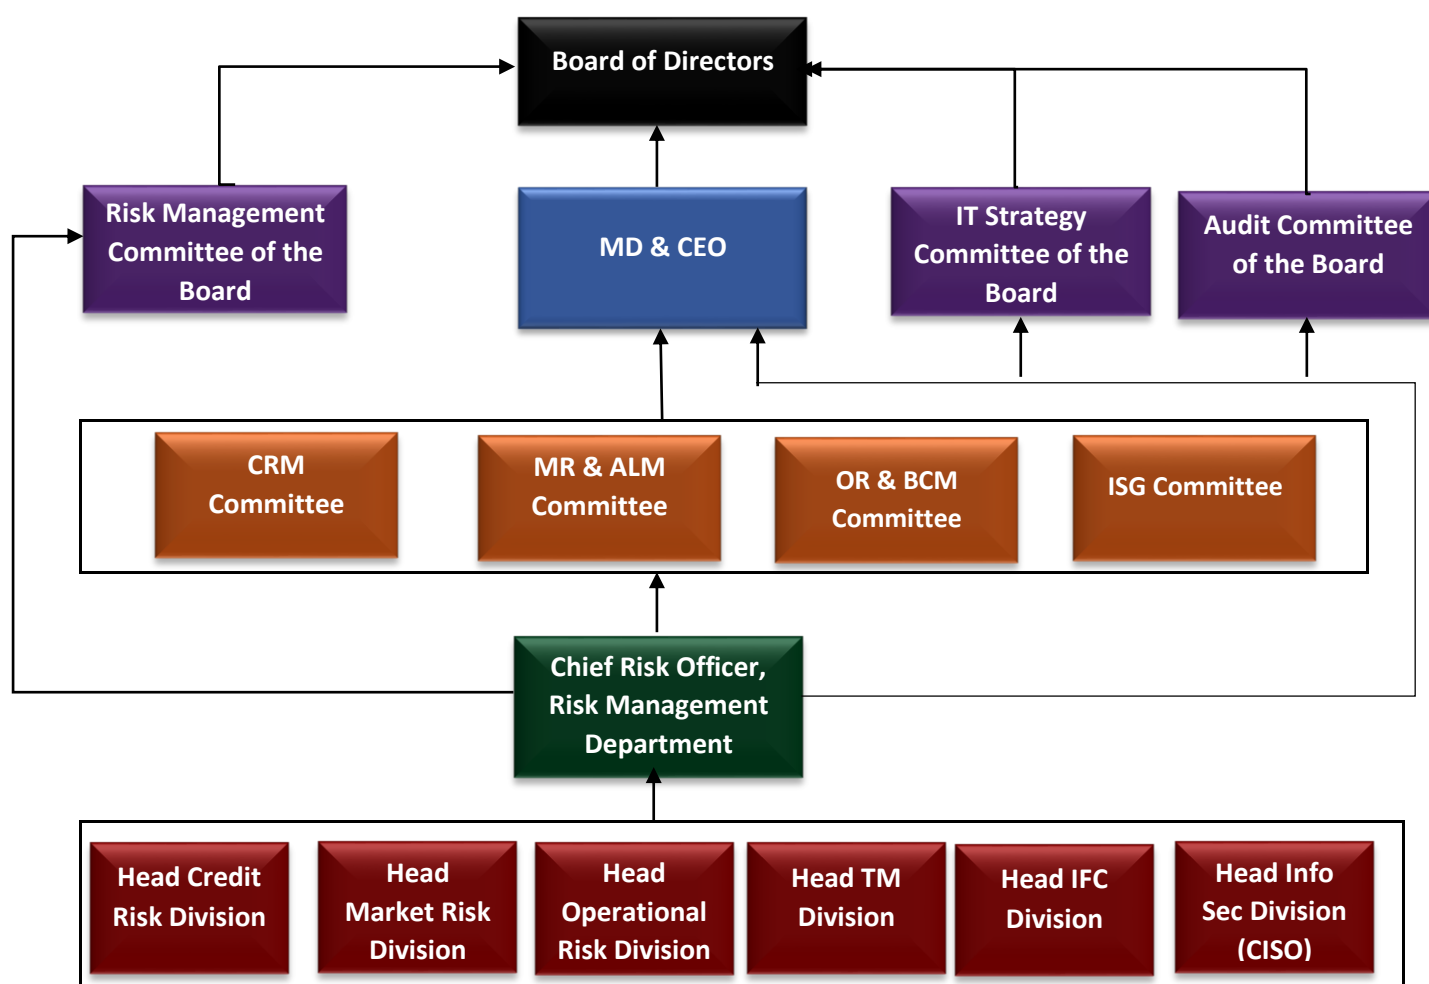 Board of Directors
Risk Management
Committee of the
Board
MD & CEO
IT Strategy
Committee of the
Board
Audit Committee
of the Board
CRM
Committee
MR & ALM
Committee
OR & BCM
Committee
ISG Committee
Chief Risk Officer,
Risk Management
Department
Head Credit
Risk Division
Head
Market Risk
Division
Head
Operational
Risk Division
Head TM
Division
Head IFC
Division
Head Info
Sec Division
(CISO)